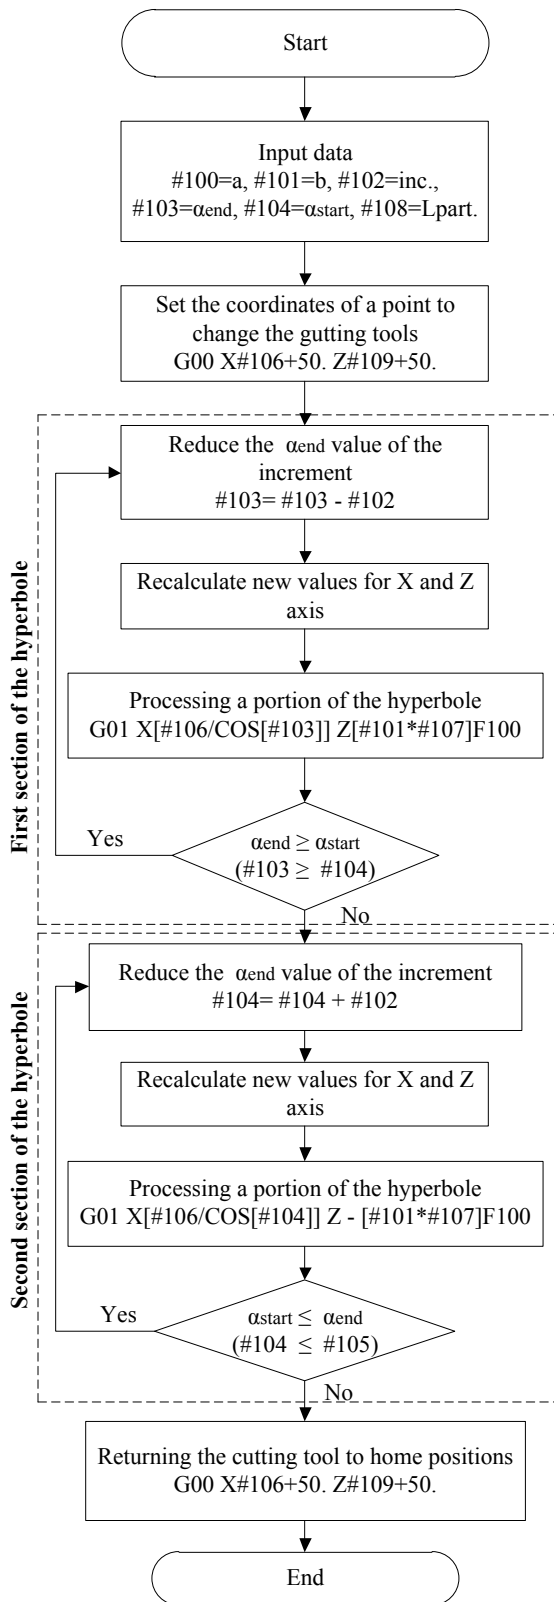 Start
Input data
#100=a, #101=b, #102=inc.,
#103=αend, #104=αstart, #108=Lpart.
Set the coordinates of a point to
change the gutting tools
G00 X#106+50. Z#109+50.
First section of the hyperbole
Reduce the αend value of the
increment
#103= #103 - #102
Recalculate new values for X and Z
axis
Processing a portion of the hyperbole
G01 X[#106/COS[#103]] Z[#101*#107]F100
Yes
αend ≥ αstart
(#103 ≥ #104)
No
Second section of the hyperbole
Reduce the αend value of the increment
#104= #104 + #102
Recalculate new values for X and Z
axis
Processing a portion of the hyperbole
G01 X[#106/COS[#104]] Z - [#101*#107]F100
Yes
αstart ≤ αend
(#104 ≤ #105)
No
Returning the cutting tool to home positions
G00 X#106+50. Z#109+50.
End